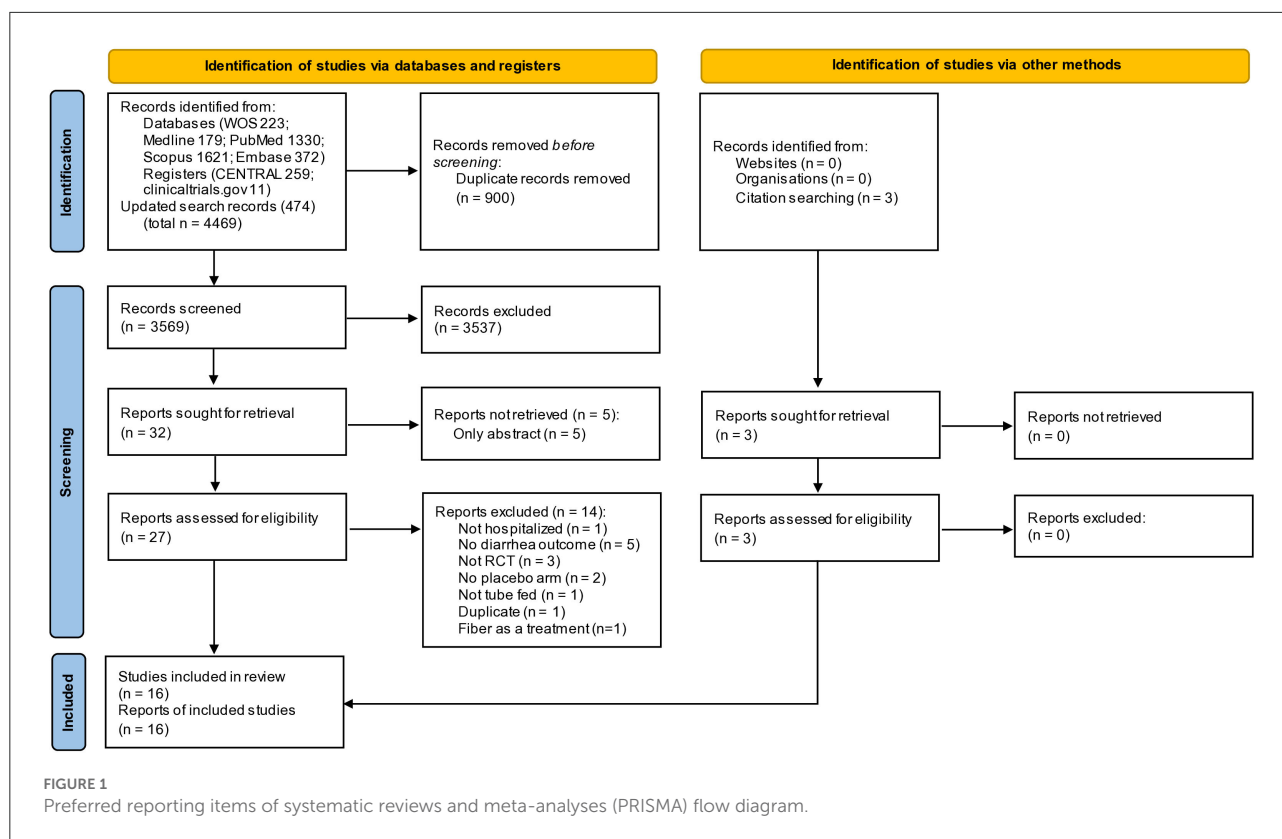 Identification of studies via databases and registers
Identification of studies via other methods
Identification
Records identified from:
Databases (WOS 223;
Medline 179; PubMed 1330;
Scopus 1621; Embase 372)
Registers (CENTRAL 259;
clinicaltrials.gov 11)
Updated search records (474)
(total n = 4469)
Records removed before
screening:
Duplicate records removed
(n = 900)
Records identified from:
Websites (n = 0)
Organisations (n = 0)
Citation searching (n = 3)
Screening
Records screened
(n = 3569)
Records excluded
(n = 3537)
Reports sought for retrieval
(n = 32)
Reports not retrieved (n = 5):
Only abstract (n = 5)
Reports sought for retrieval
(n = 3)
Reports not retrieved
(n = 0)
Reports assessed for eligibility
(n = 27)
Reports excluded (n = 14):
Not hospitalized (n = 1)
No diarrhea outcome (n = 5)
Not RCT (n = 3)
No placebo arm (n = 2)
Not tube fed (n = 1)
Duplicate (n = 1)
Fiber as a treatment (n=1)
Reports assessed for eligibility
(n = 3)
Reports excluded:
(n = 0)
Included
Studies included in review
(n = 16)
Reports of included studies
(n = 16)
FIGURE 1
Preferred reporting items of systematic reviews and meta-analyses (PRISMA) flow diagram.